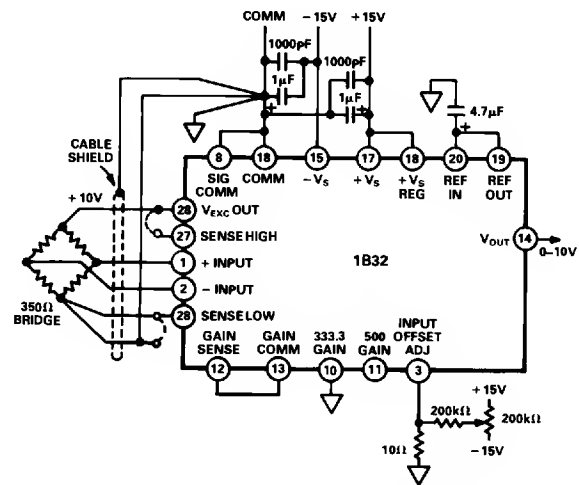 COMM −15V +15V
1000pF
1000pF
1μF
1μF
+
+
4.7μF
+
CABLE
SHIELD
8 18 15 17 18 20 19
SIG
COMM
COMM
−VS
+VS
+VS
REG
REF
IN
REF
OUT
+10V
28 VEXC OUT
27 SENSE HIGH
1 +INPUT
2 −INPUT
28 SENSE LOW
350Ω
BRIDGE
1B32
VOUT 14
0–10V
GAIN
SENSE
GAIN
COMM
333.3
GAIN
500
GAIN
INPUT
OFFSET
ADJ
12 13 10 11 3
+15V
200kΩ
200kΩ
10Ω
−15V